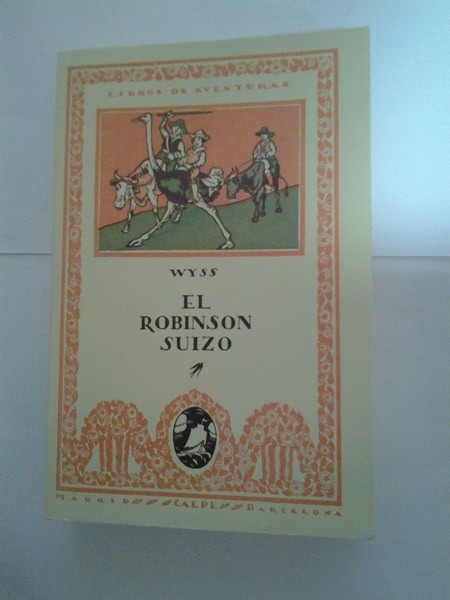 LIBROS DE AVENTURAS
WYSS
EL
ROBINSON
SUIZO
MADRID CALPE BARCELONA